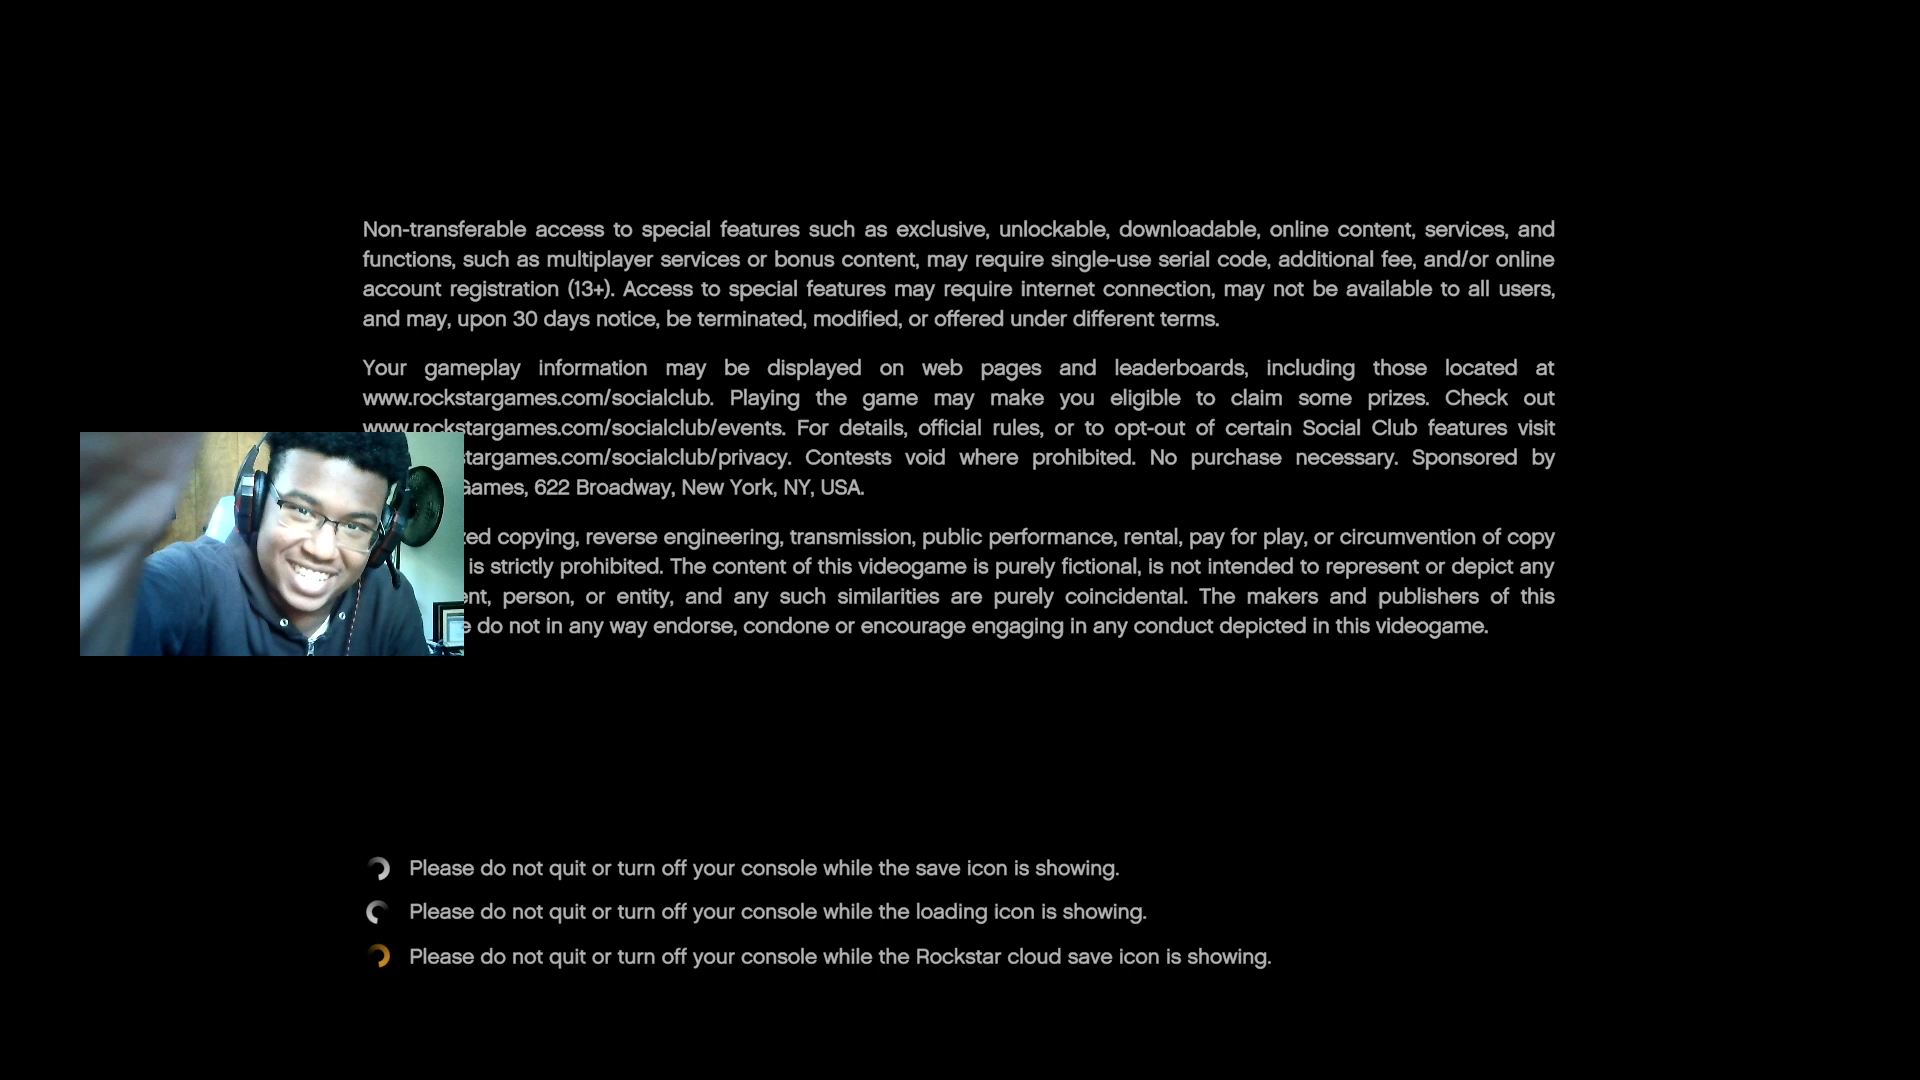 Non-transferable access to special features such as exclusive, unlockable, downloadable, online content, services, and
functions, such as multiplayer services or bonus content, may require single-use serial code, additional fee, and/or online
account registration (13+). Access to special features may require internet connection, may not be available to all users,
and may, upon 30 days notice, be terminated, modified, or offered under different terms.
Your gameplay information may be displayed on web pages and leaderboards, including those located at
www.rockstargames.com/socialclub. Playing the game may make you eligible to claim some prizes. Check out
www.rockstargames.com/socialclub/events. For details, official rules, or to opt-out of certain Social Club features visit
stargames.com/socialclub/privacy. Contests void where prohibited. No purchase necessary. Sponsored by
Games, 622 Broadway, New York, NY, USA.
ed copying, reverse engineering, transmission, public performance, rental, pay for play, or circumvention of copy
is strictly prohibited. The content of this videogame is purely fictional, is not intended to represent or depict any
nt, person, or entity, and any such similarities are purely coincidental. The makers and publishers of this
do not in any way endorse, condone or encourage engaging in any conduct depicted in this videogame.
Please do not quit or turn off your console while the save icon is showing.
Please do not quit or turn off your console while the loading icon is showing.
Please do not quit or turn off your console while the Rockstar cloud save icon is showing.